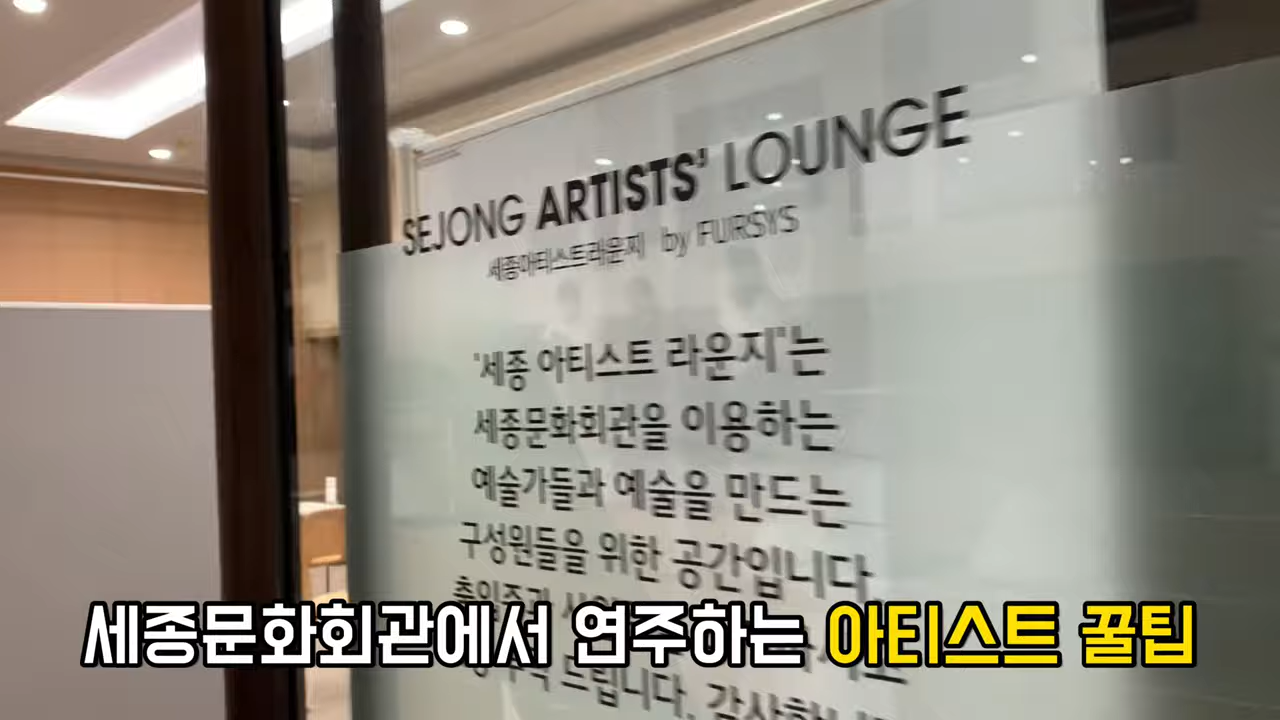 SEJONG ARTISTS' LOUNGE
세종아티스트라운지 by FURSYS
'세종 아티스트 라운지'는
세종문화회관을 이용하는
예술가들과 예술을 만드는
구성원들을 위한 공간입니다.
드립니다. 감사합니다
세종문화회관에서 연주하는 아티스트 꿀팁